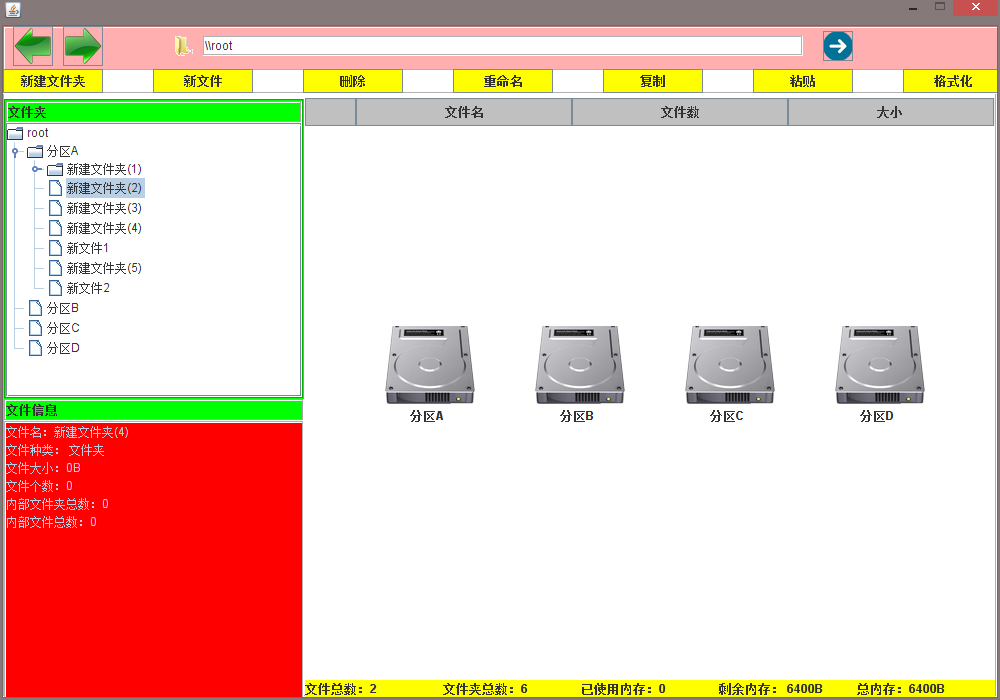 \\root
新建文件夹 新文件 删除 重命名 复制 粘贴 格式化
文件夹
root
分区A
新建文件夹(1)
新建文件夹(2)
新建文件夹(3)
新建文件夹(4)
新文件1
新建文件夹(5)
新文件2
分区B
分区C
分区D
文件信息
文件名：新建文件夹(4)
文件种类： 文件夹
文件大小：0B
文件个数：0
内部文件夹总数：0
内部文件总数：0
文件名 文件数 大小
分区A 分区B 分区C 分区D
文件总数：2 文件夹总数：6 已使用内存：0 剩余内存： 6400B 总内存：6400B